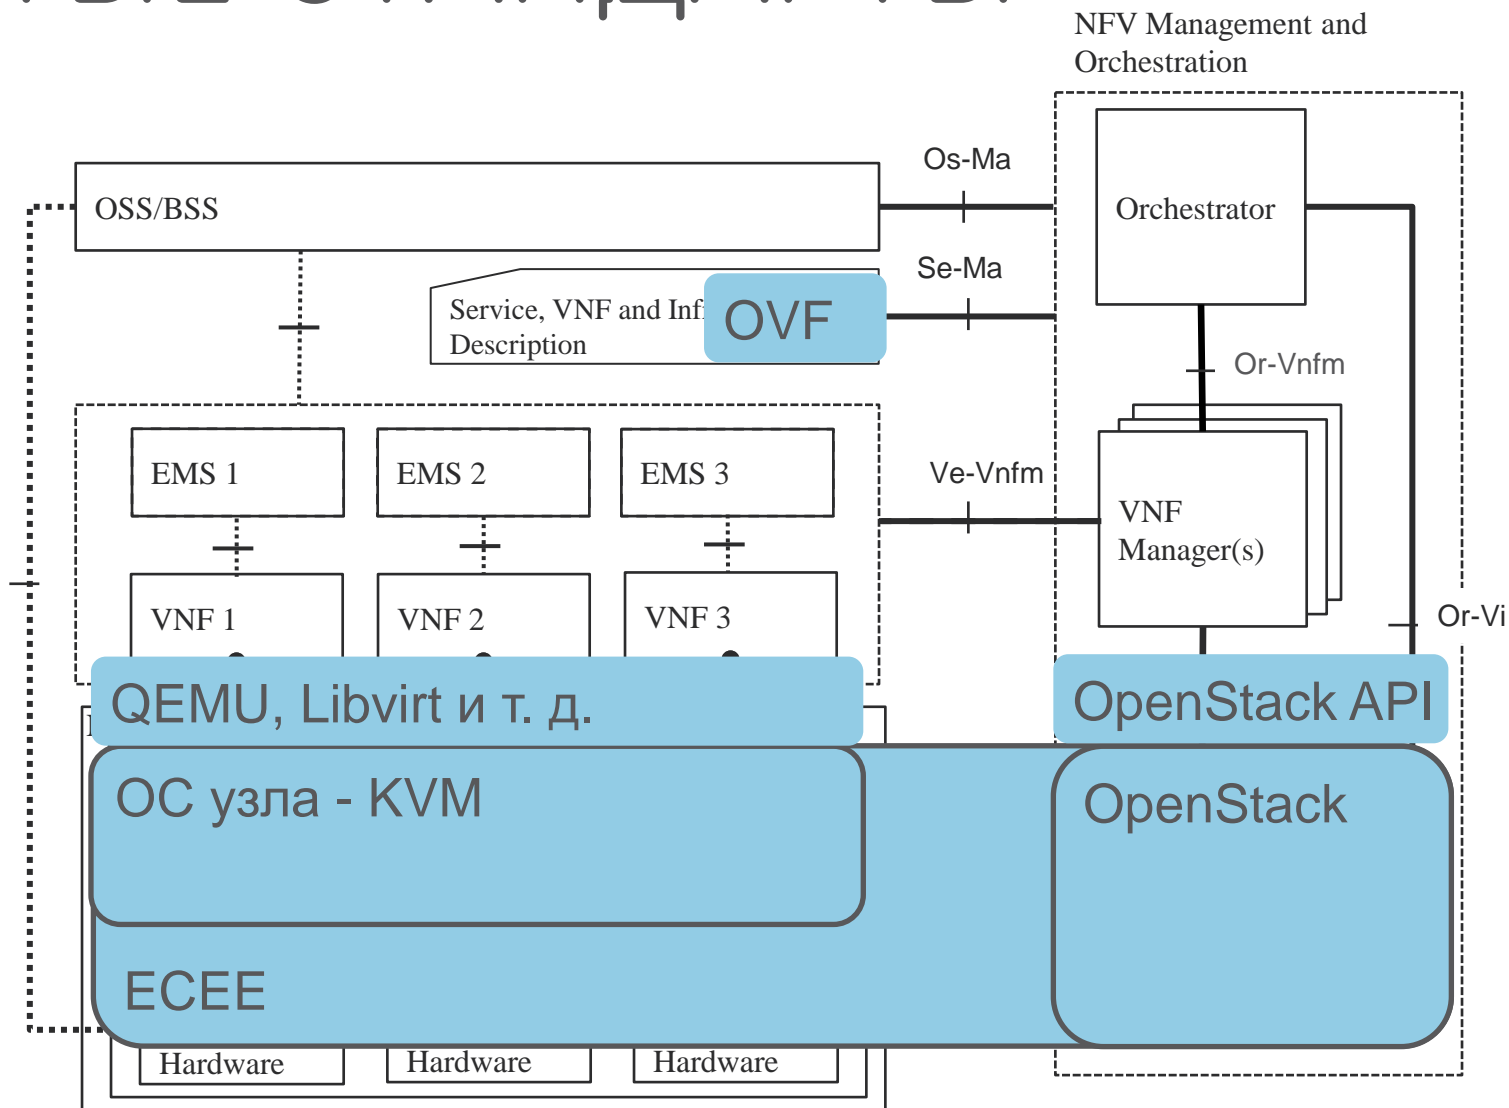 NFV Management and
Orchestration
Os-Ma
OSS/BSS
Orchestrator
Se-Ma
Service, VNF and
Description
OVF
Or-Vnfm
EMS 1
EMS 2
EMS 3
Ve-Vnfm
VNF
Manager(s)
VNF 1
VNF 2
VNF 3
Or-Vi
QEMU, Libvirt и т. д.
OpenStack API
ОС узла - KVM
OpenStack
ECEE
Hardware
Hardware
Hardware